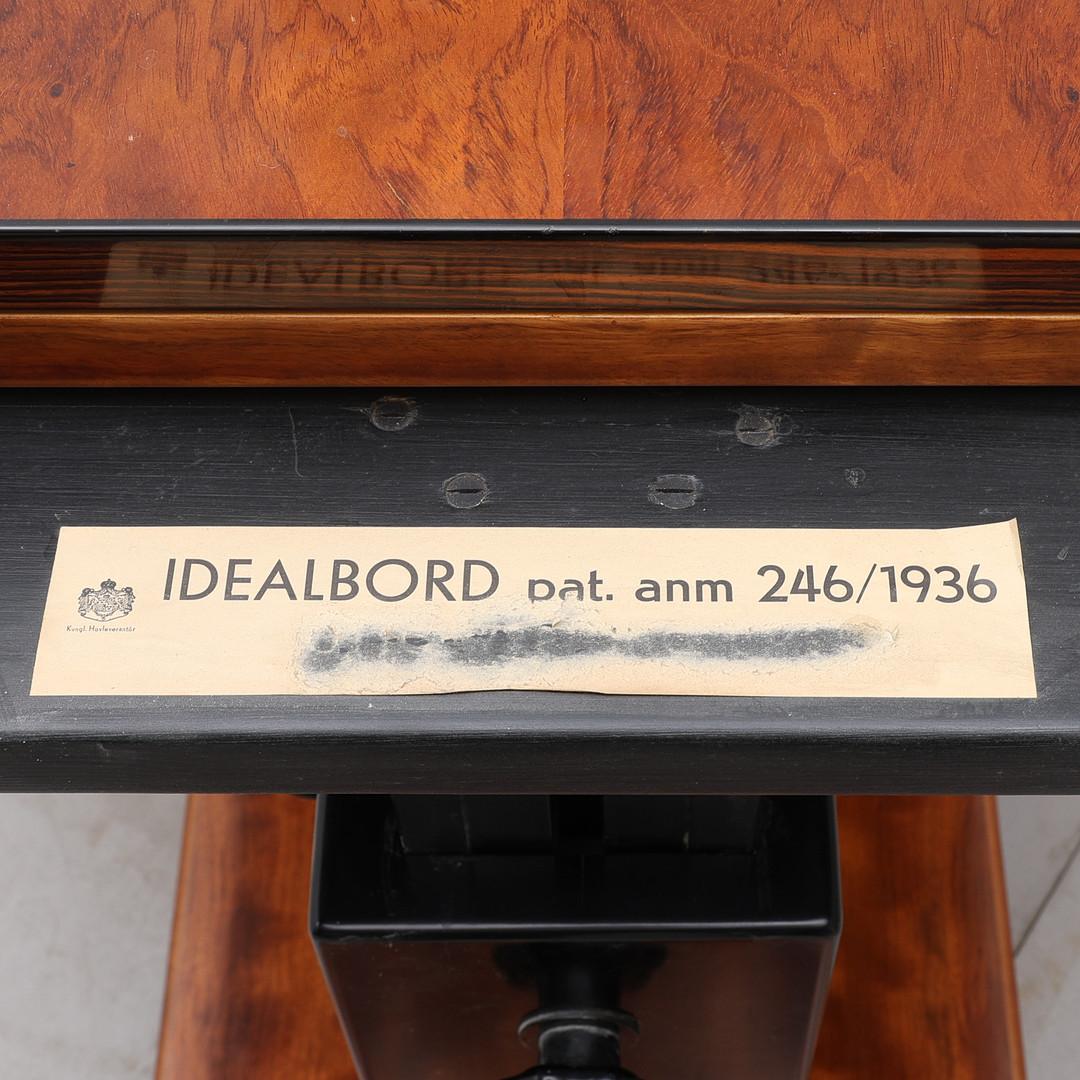 IDEALBORD pat. anm 246/1936
Kungl. Hovleverantör